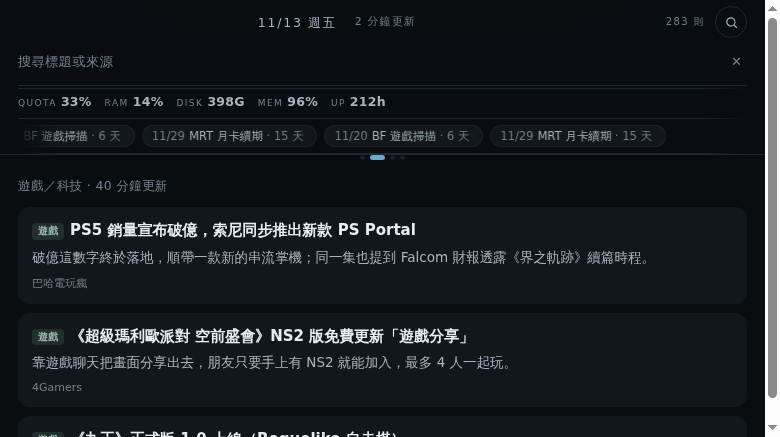 11/13 週五 2 分鐘更新 283 則
搜尋標題或來源 ×
QUOTA 33% RAM 14% DISK 398G MEM 96% UP 212h
BF 遊戲掃描 · 6 天 11/29 MRT 月卡續期 · 15 天 11/20 BF 遊戲掃描 · 6 天 11/29 MRT 月卡續期 · 15 天
遊戲／科技 · 40 分鐘更新
遊戲 PS5 銷量宣布破億，索尼同步推出新款 PS Portal
破億這數字終於落地，順帶一款新的串流掌機；同一集也提到 Falcom 財報透露《界之軌跡》續篇時程。
巴哈電玩瘋
遊戲 《超級瑪利歐派對 空前盛會》NS2 版免費更新「遊戲分享」
靠遊戲聊天把畫面分享出去，朋友只要手上有 NS2 就能加入，最多 4 人一起玩。
4Gamers